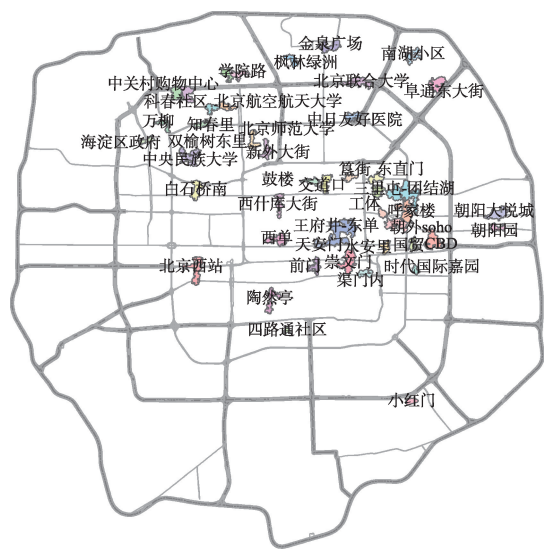 金泉广场
枫林绿洲
南湖小区
学院路
中关村购物中心
北京联合大学
阜通东大街
科春社区
北京航空航天大学
万柳
知春里
中日友好医院
北京师范大学
海淀区政府
双榆树东里
中央民族大学
新外大街
簋街
东直门
鼓楼
交道口
白石桥南
三里屯
团结湖
西什库大街
工体
呼家楼
朝阳大悦城
王府井
东单
朝外soho
朝阳园
西单
天安门
永安里
国贸CBD
北京西站
前门
崇文门
时代国际嘉园
渠门内
陶然亭
四路通社区
小红门